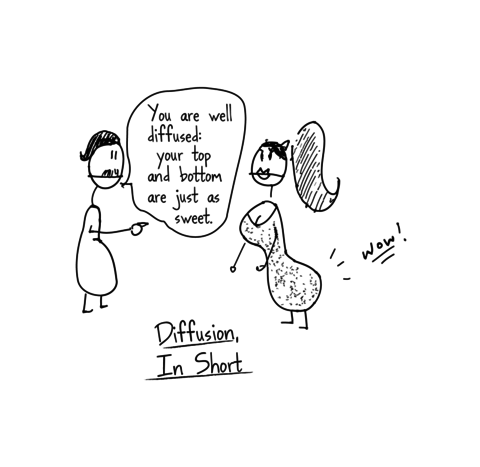 You are well
diffused:
your top
and bottom
are just as
sweet.
wow!
Diffusion,
In Short